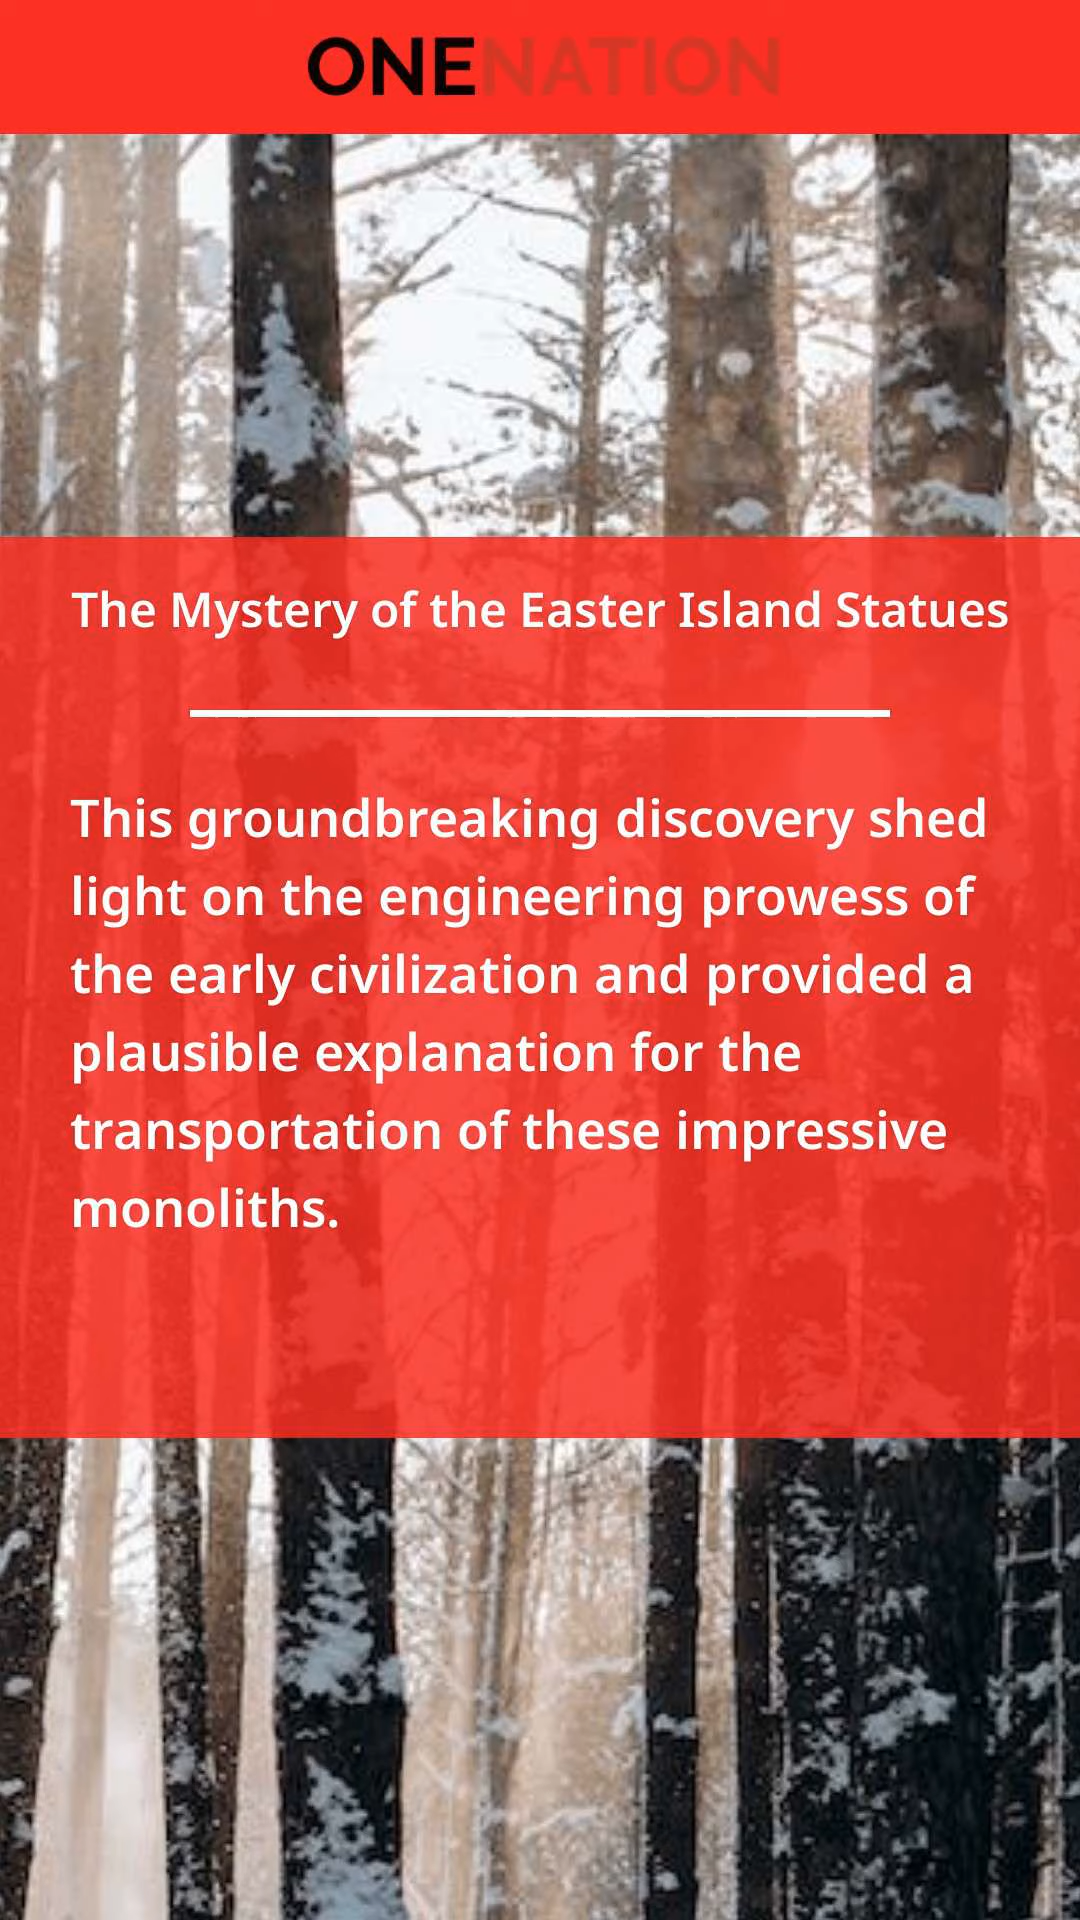 ONENATION
The Mystery of the Easter Island Statues
This groundbreaking discovery shed
light on the engineering prowess of
the early civilization and provided a
plausible explanation for the
transportation of these impressive
monoliths.